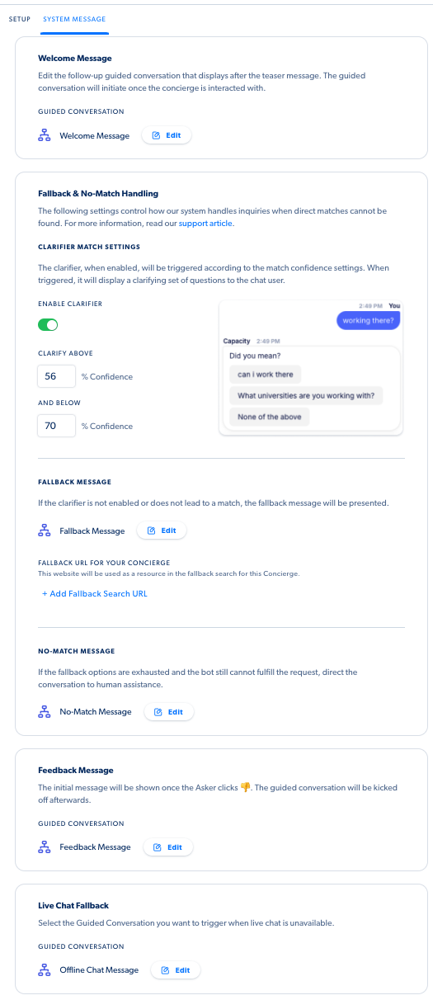 SETUP SYSTEM MESSAGE
Welcome Message
Edit the follow-up guided conversation that displays after the teaser message. The guided
conversation will initiate once the concierge is interacted with.
GUIDED CONVERSATION
Welcome Message Edit
Fallback & No-Match Handling
The following settings control how our system handles inquiries when direct matches cannot be
found. For more information, read our support article.
CLARIFIER MATCH SETTINGS
The clarifier, when enabled, will be triggered according to the match confidence settings. When
triggered, it will display a clarifying set of questions to the chat user.
ENABLE CLARIFIER
CLARIFY ABOVE
56 % Confidence
AND BELOW
70 % Confidence
2:49 PM You
working there?
Capacity 2:49 PM
Did you mean?
can i work there
What universities are you working with?
None of the above
FALLBACK MESSAGE
If the clarifier is not enabled or does not lead to a match, the fallback message will be presented.
Fallback Message Edit
FALLBACK URL FOR YOUR CONCIERGE
This website will be used as a resource in the fallback search for this Concierge.
+ Add Fallback Search URL
NO-MATCH MESSAGE
If the fallback options are exhausted and the bot still cannot fulfill the request, direct the
conversation to human assistance.
No-Match Message Edit
Feedback Message
The initial message will be shown once the Asker clicks 👎. The guided conversation will be kicked
off afterwards.
GUIDED CONVERSATION
Feedback Message Edit
Live Chat Fallback
Select the Guided Conversation you want to trigger when live chat is unavailable.
GUIDED CONVERSATION
Offline Chat Message Edit